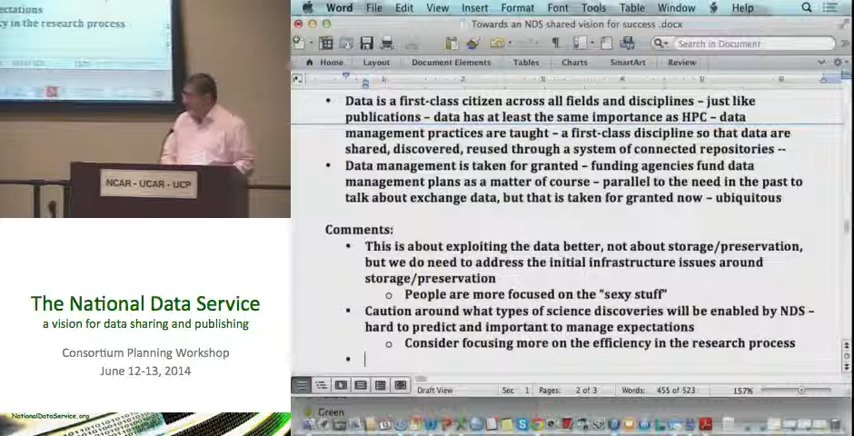 ctations
cy in the research process
NCAR - UCAR - UCP
The National Data Service
a vision for data sharing and publishing
Consortium Planning Workshop
June 12-13, 2014
NationalDataService.org
Word File Edit View Insert Format Font Tools Table Window Help
Towards an NDS shared vision for success .docx
Search in Document
Home Layout Document Elements Tables Charts SmartArt Review
• Data is a first-class citizen across all fields and disciplines – just like
publications – data has at least the same importance as HPC – data
management practices are taught – a first-class discipline so that data are
shared, discovered, reused through a system of connected repositories --
• Data management is taken for granted – funding agencies fund data
management plans as a matter of course – parallel to the need in the past to
talk about exchange data, but that is taken for granted now – ubiquitous
Comments:
• This is about exploiting the data better, not about storage/preservation,
but we do need to address the initial infrastructure issues around
storage/preservation
o People are more focused on the "sexy stuff"
• Caution around what types of science discoveries will be enabled by NDS –
hard to predict and important to manage expectations
o Consider focusing more on the efficiency in the research process
•
Draft View Sec 1 Pages: 2 of 3 Words: 455 of 523 157%
Green